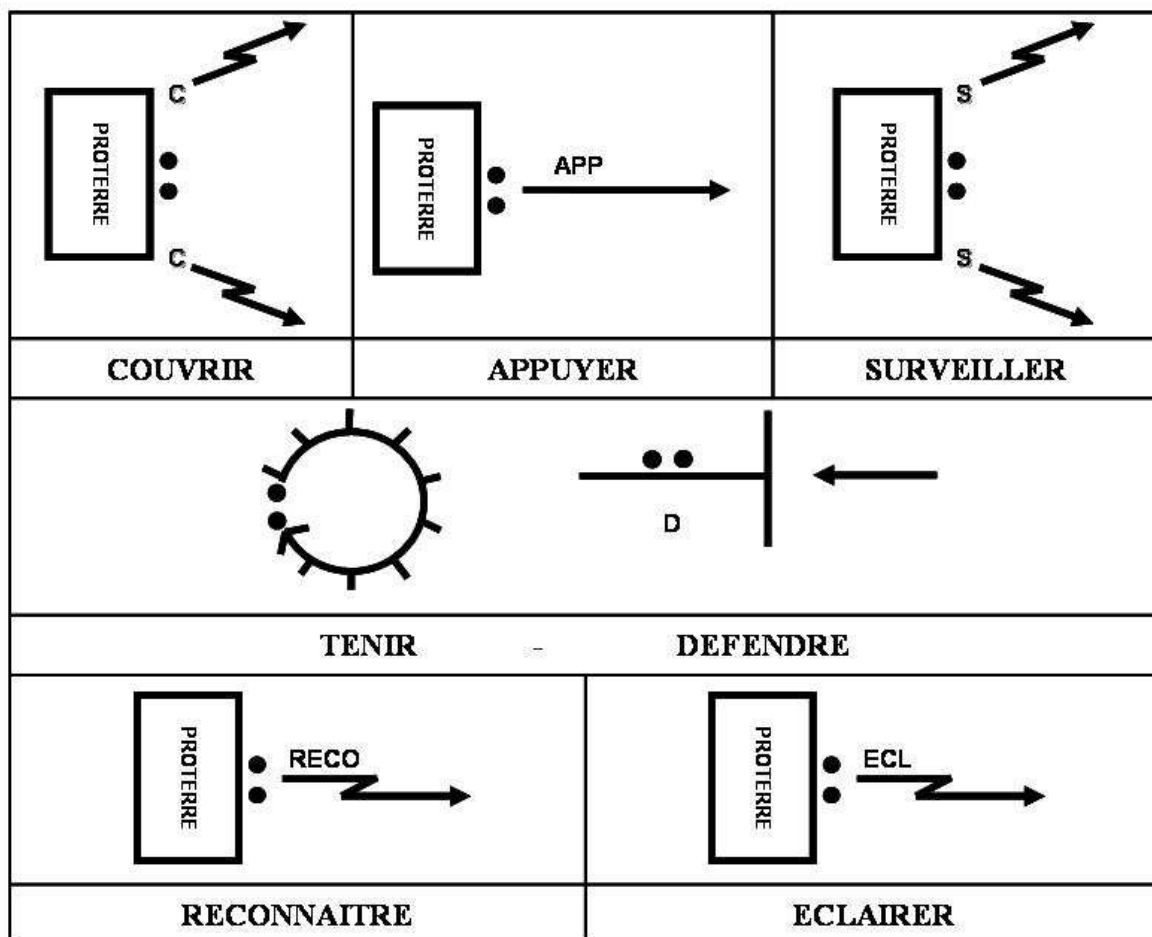 C
PROTERRE
C
COUVRIR
PROTERRE
APP
APPUYER
S
PROTERRE
S
SURVEILLER
D
TENIR - DEFENDRE
PROTERRE
RECO
RECONNAITRE
PROTERRE
ECL
ECLAIRER